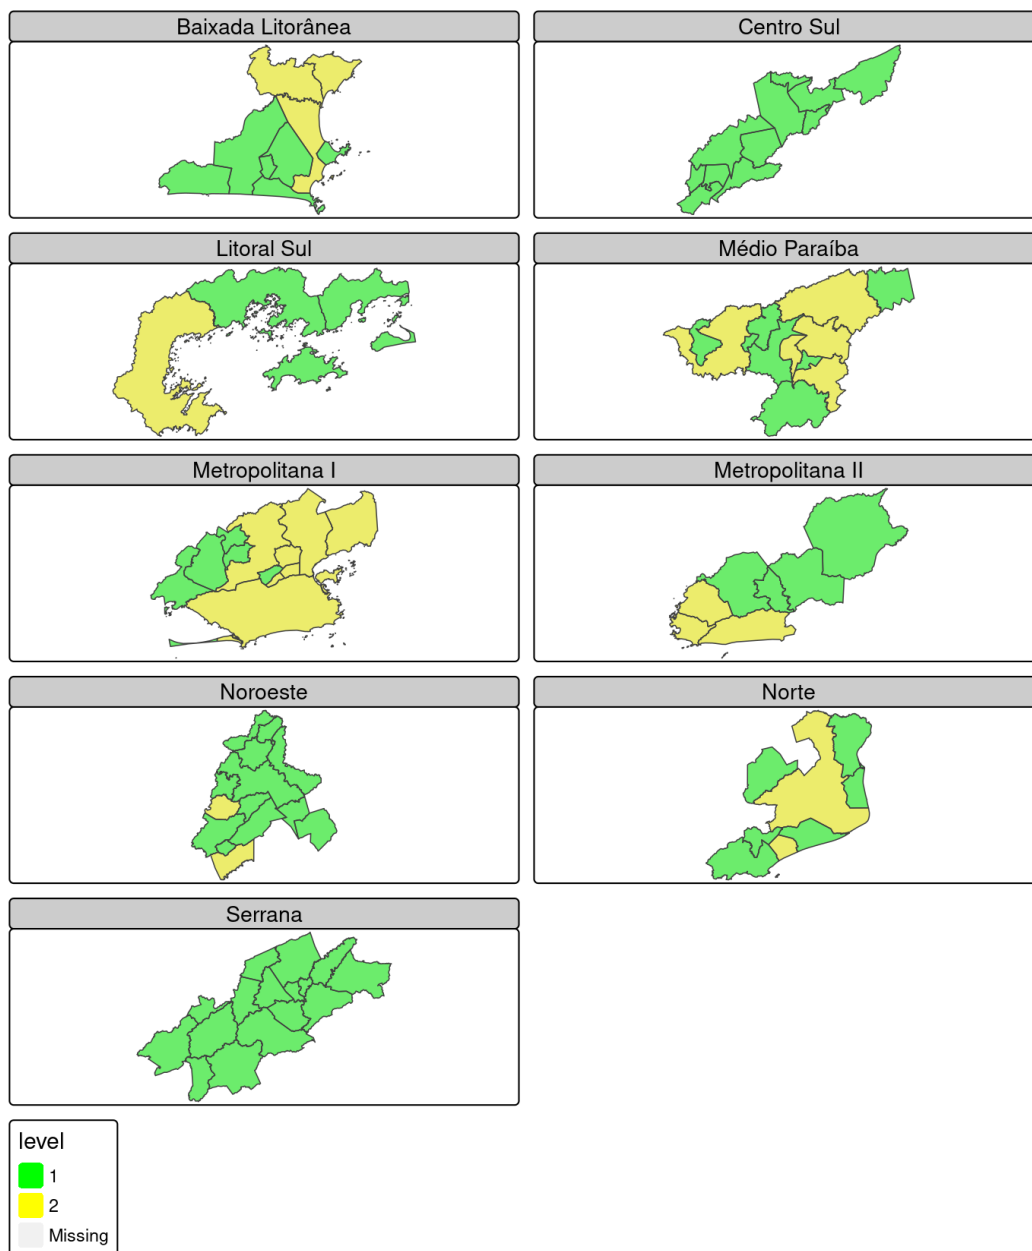 Baixada Litorânea
Centro Sul
Litoral Sul
Médio Paraíba
Metropolitana I
Metropolitana II
Noroeste
Norte
Serrana
level
1
2
Missing